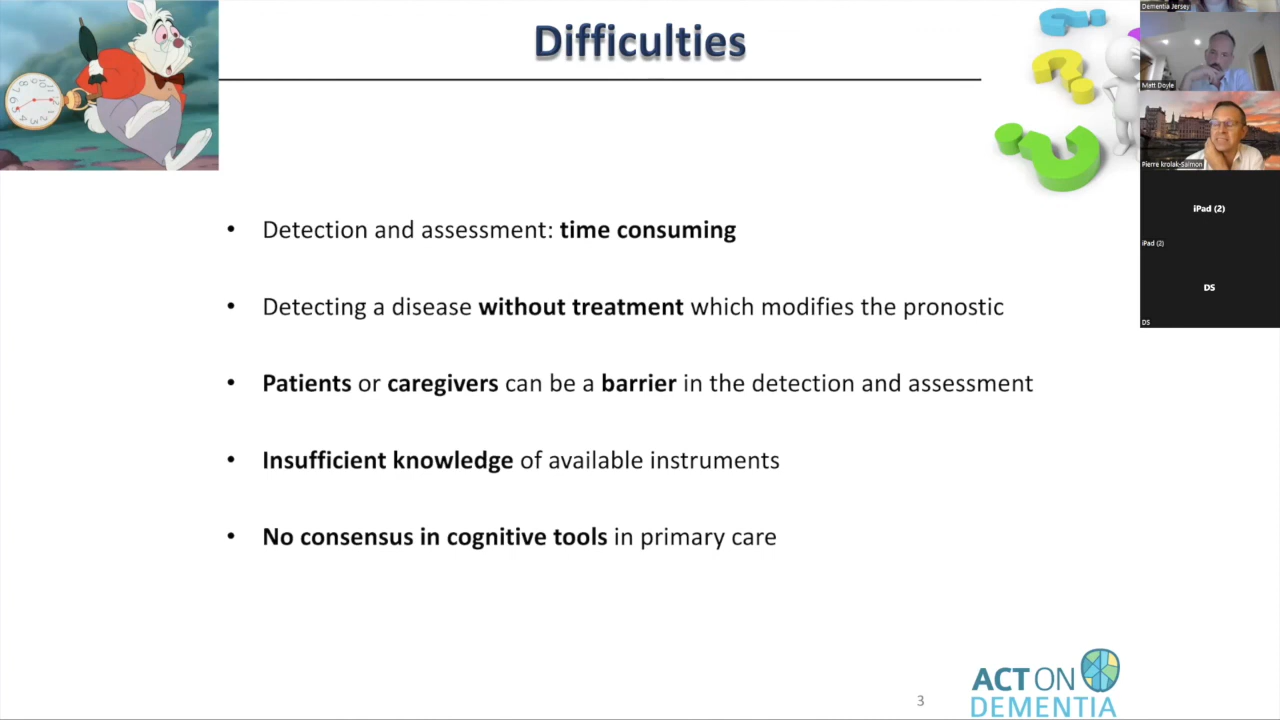 Difficulties
Dementia Jersey
Matt Doyle
Pierre krolak-Salmon
iPad (2)
iPad (2)
DS
DS
• Detection and assessment: time consuming
• Detecting a disease without treatment which modifies the pronostic
• Patients or caregivers can be a barrier in the detection and assessment
• Insufficient knowledge of available instruments
• No consensus in cognitive tools in primary care
3
ACT ON
DEMENTIA